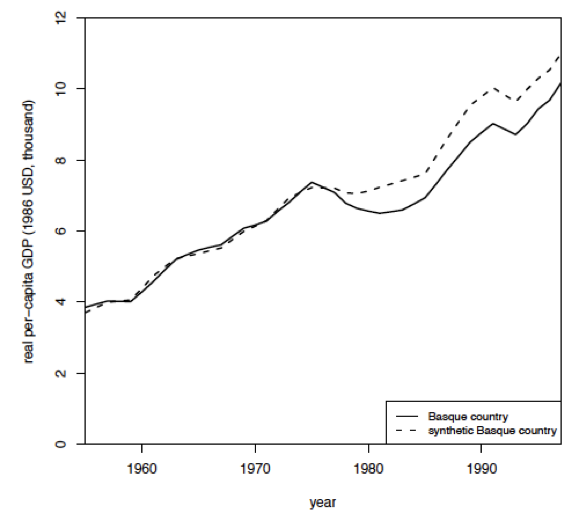 12
10
8
6
4
2
0
real per−capita GDP (1986 USD, thousand)
Basque country
synthetic Basque country
1960 1970 1980 1990
year